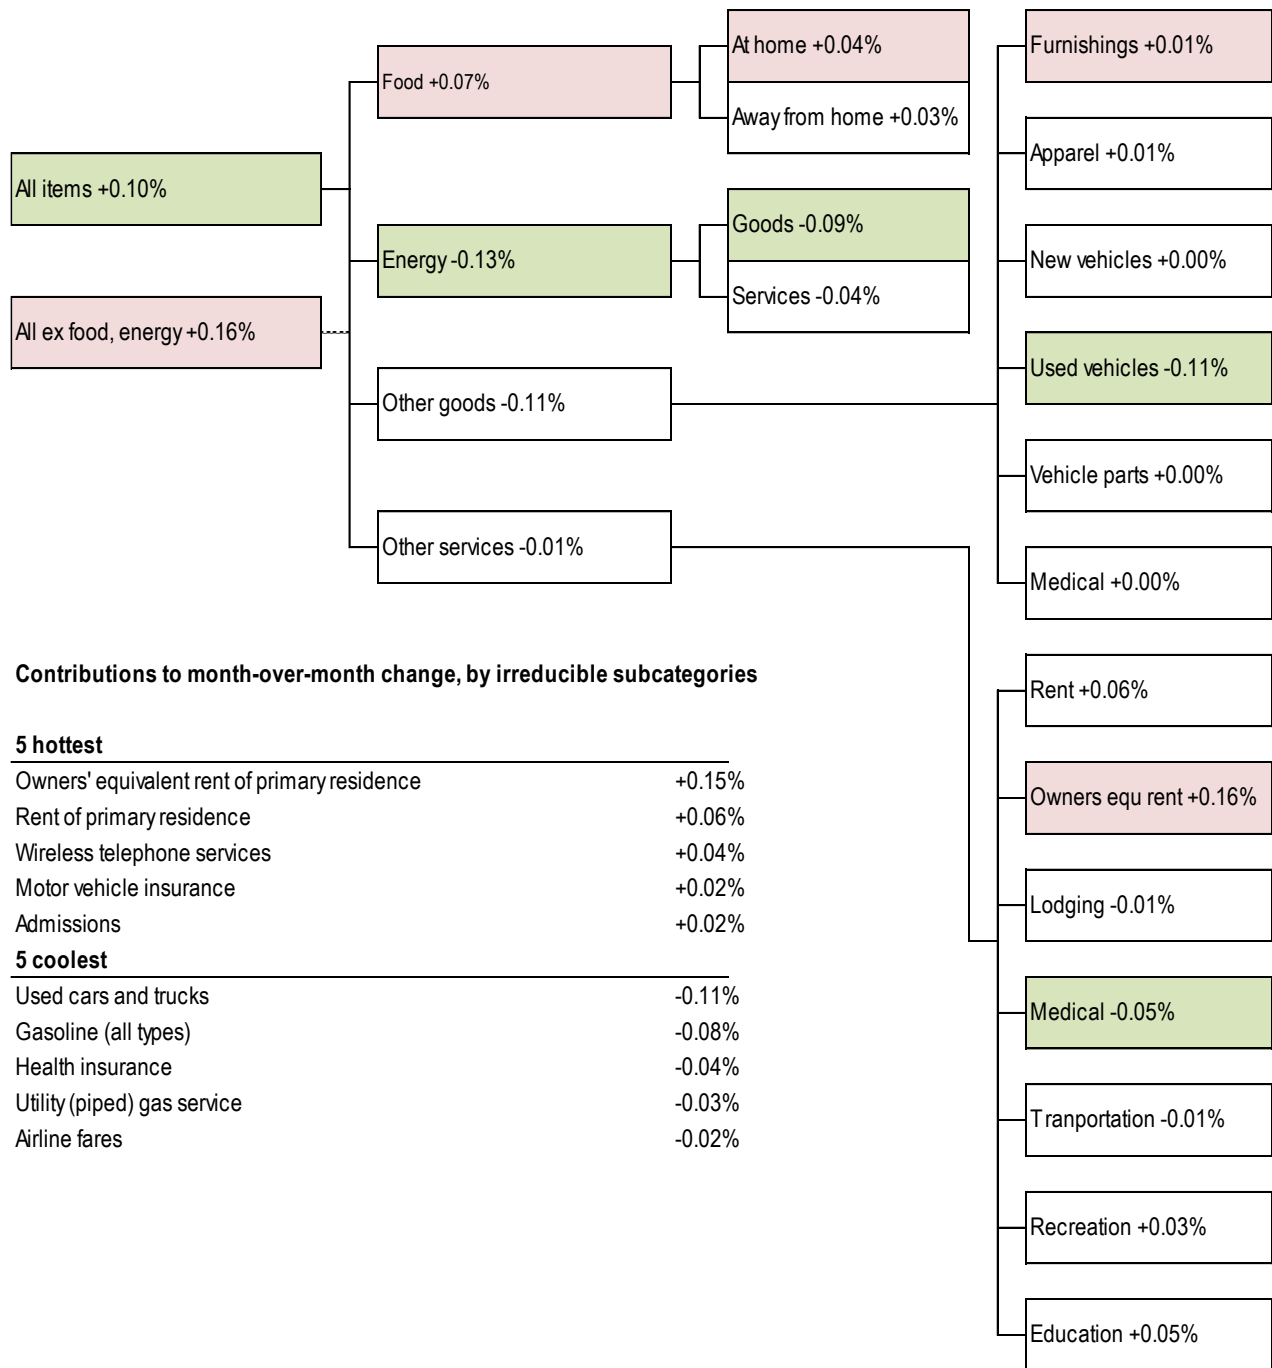 All items +0.10%
All ex food, energy +0.16%
Food +0.07%
Energy -0.13%
Other goods -0.11%
Other services -0.01%
At home +0.04%
Away from home +0.03%
Goods -0.09%
Services -0.04%
Furnishings +0.01%
Apparel +0.01%
New vehicles +0.00%
Used vehicles -0.11%
Vehicle parts +0.00%
Medical +0.00%
Rent +0.06%
Owners equ rent +0.16%
Lodging -0.01%
Medical -0.05%
Tranportation -0.01%
Recreation +0.03%
Education +0.05%
Contributions to month-over-month change, by irreducible subcategories
5 hottest
Owners' equivalent rent of primary residence +0.15%
Rent of primary residence +0.06%
Wireless telephone services +0.04%
Motor vehicle insurance +0.02%
Admissions +0.02%
5 coolest
Used cars and trucks -0.11%
Gasoline (all types) -0.08%
Health insurance -0.04%
Utility (piped) gas service -0.03%
Airline fares -0.02%